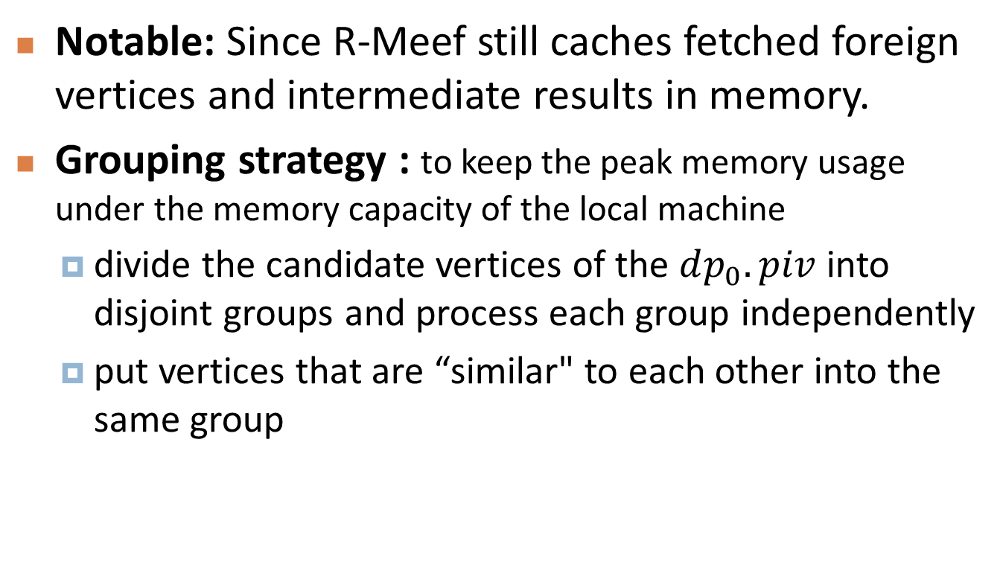 Notable: Since R-Meef still caches fetched foreign
vertices and intermediate results in memory.
Grouping strategy : to keep the peak memory usage
under the memory capacity of the local machine
divide the candidate vertices of the 𝑑𝑝₀.𝑝𝑖𝑣 into
disjoint groups and process each group independently
put vertices that are “similar" to each other into the
same group